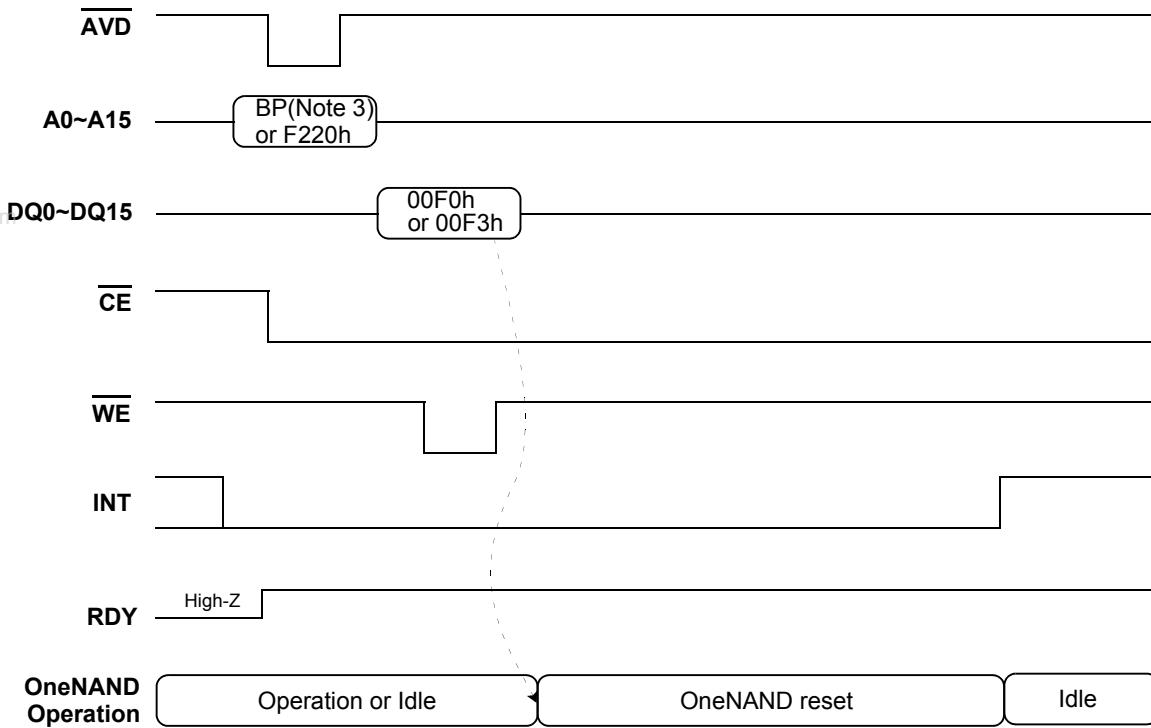 AVD
A0~A15
BP(Note 3)
or F220h
DQ0~DQ15
00F0h
or 00F3h
CE
WE
INT
RDY
High-Z
OneNAND
Operation
Operation or Idle
OneNAND reset
Idle